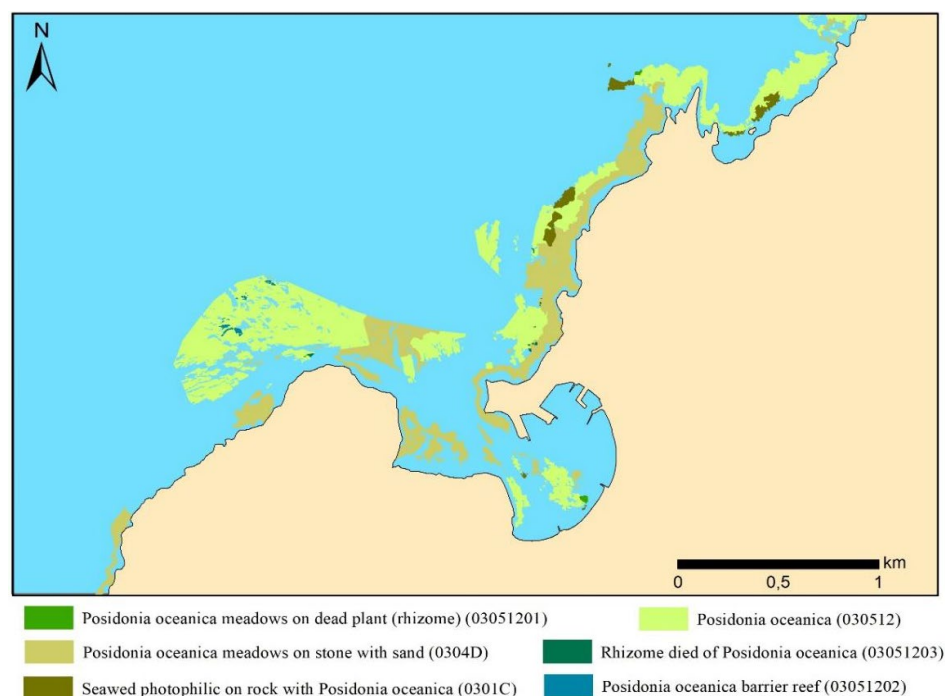 N
km
0 0,5 1
Posidonia oceanica meadows on dead plant (rhizome) (03051201)
Posidonia oceanica (030512)
Posidonia oceanica meadows on stone with sand (0304D)
Rhizome died of Posidonia oceanica (03051203)
Seawed photophilic on rock with Posidonia oceanica (0301C)
Posidonia oceanica barrier reef (03051202)